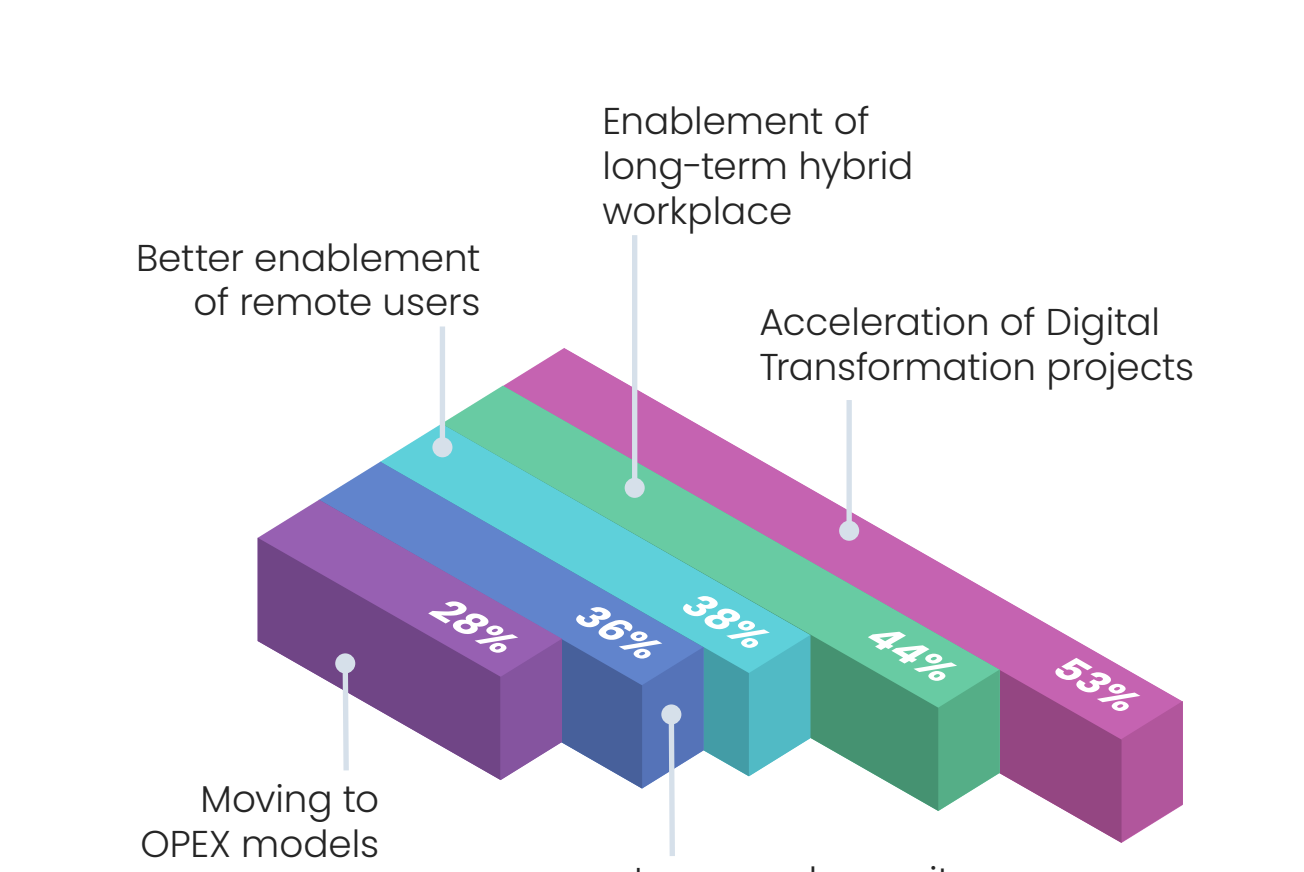 Enablement of
long-term hybrid
workplace
Better enablement
of remote users
Acceleration of Digital
Transformation projects
28%
36%
38%
44%
53%
Moving to
OPEX models